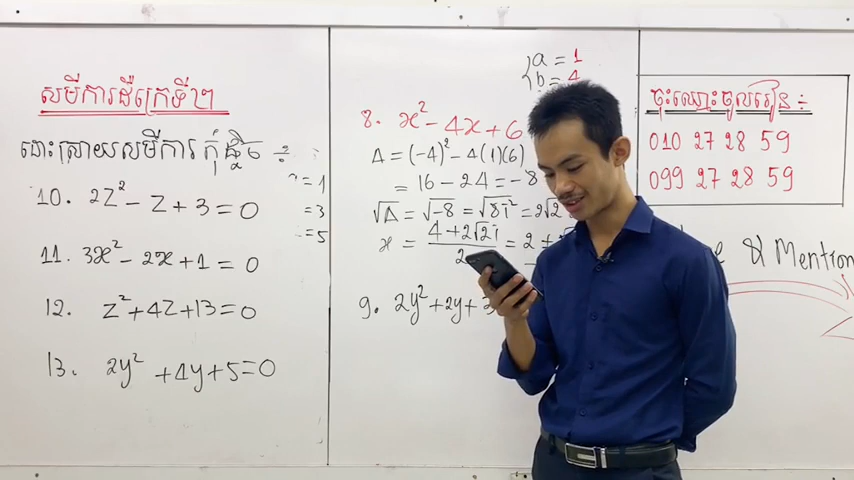 សមីការដឺក្រេទី២
ដោះស្រាយសមីការកុំផ្លិច ÷
10. 2z² - z + 3 = 0
11. 3x² - 2x + 1 = 0
12. z² + 4z + 13 = 0
13. 2y² + 4y + 5 = 0
= 1
= 3
= 5
a = 1
b = 4
8. x² - 4x + 6
Δ = (-4)² - 4(1)(6)
= 16 - 24 = -8
√Δ = √-8 = √8i² = 2√2
x = 4 + 2√2i / 2 = 2 +
9. 2y² + 2y +
ចុះឈ្មោះចូលរៀន ÷
010 27 28 59
099 27 28 59
& Mention